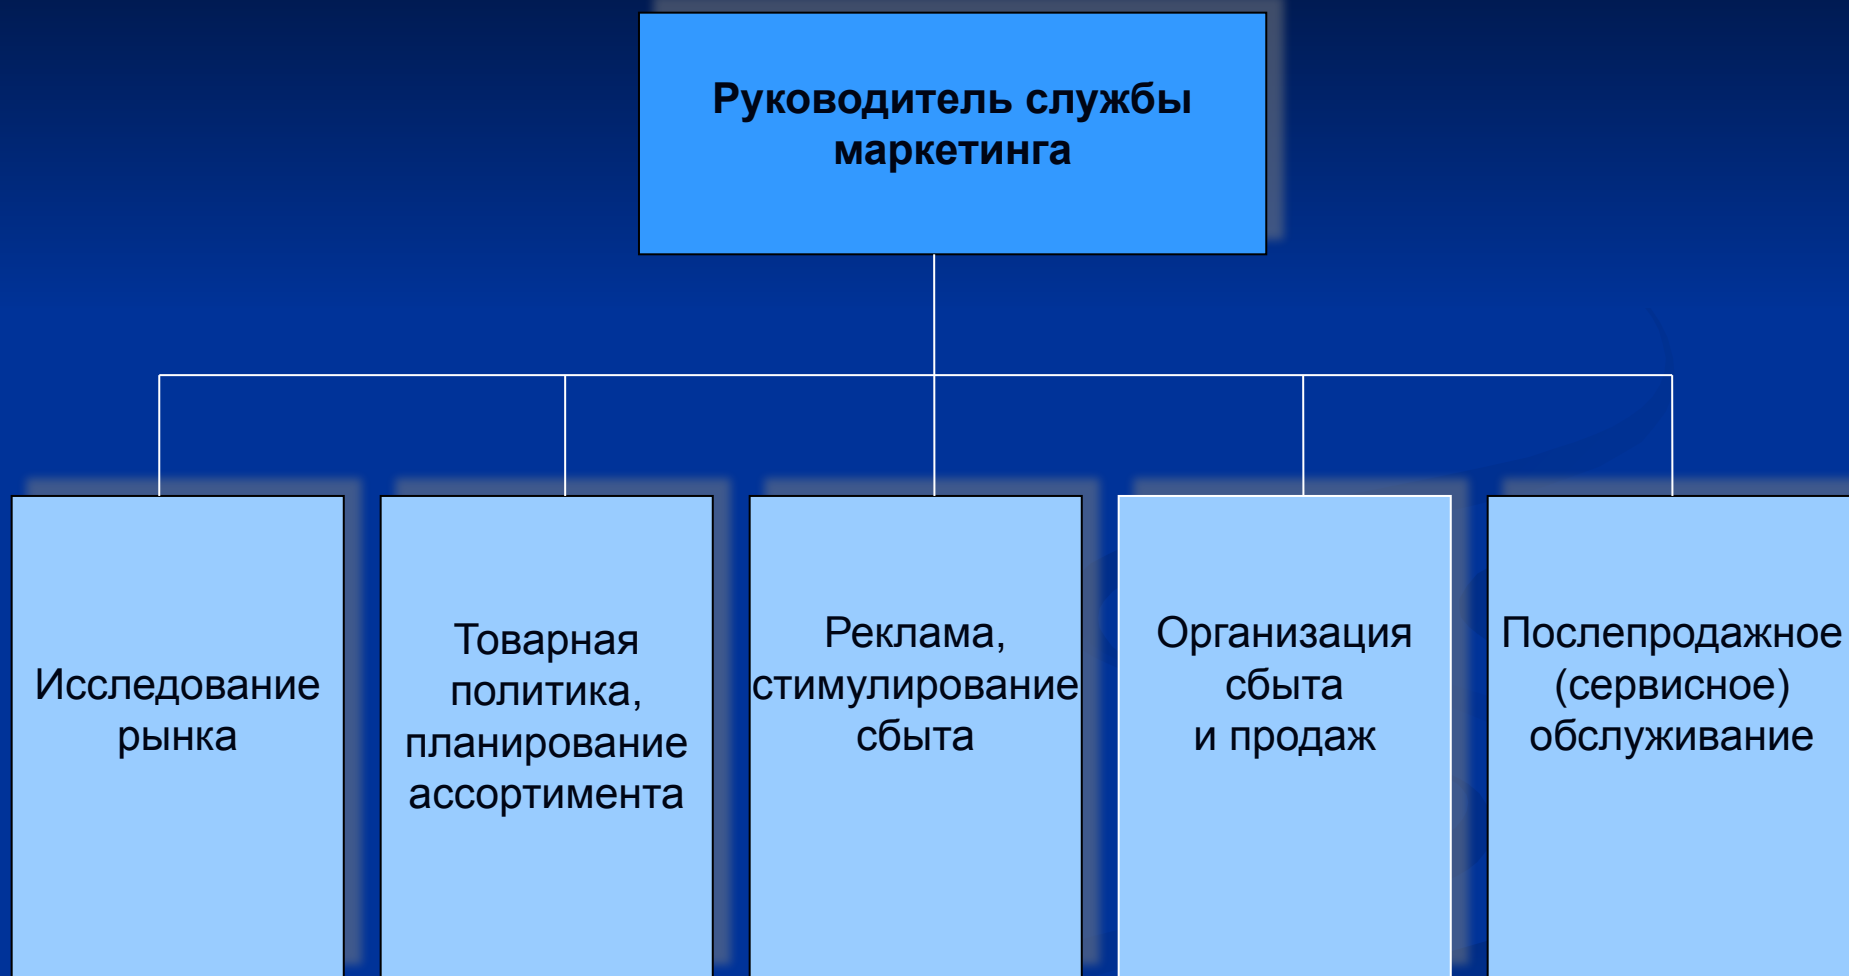 Руководитель службы
маркетинга
Исследование
рынка
Товарная
политика,
планирование
ассортимента
Реклама,
стимулирование
сбыта
Организация
сбыта
и продаж
Послепродажное
(сервисное)
обслуживание